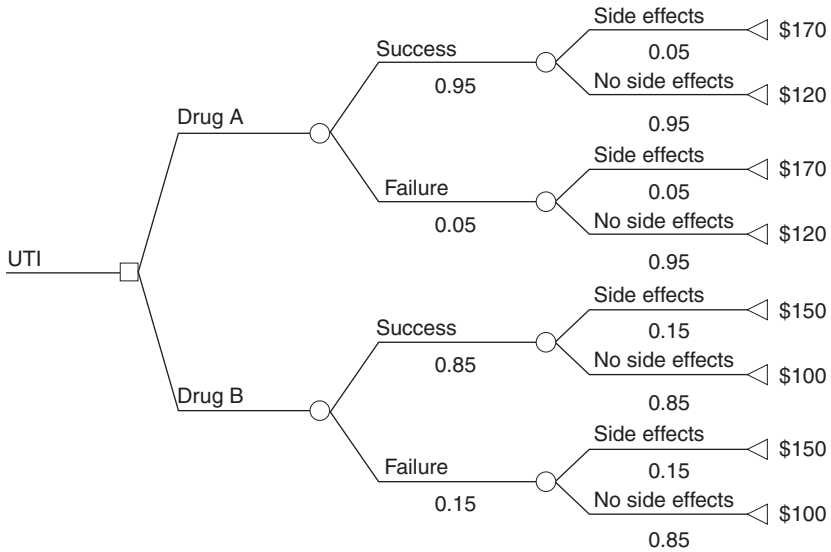 Side effects
$170
0.05
Success
No side effects
$120
0.95
0.95
Drug A
Side effects
$170
Failure
0.05
0.05
No side effects
$120
0.95
UTI
Side effects
$150
Success
0.15
0.85
No side effects
$100
0.85
Drug B
Side effects
$150
Failure
0.15
0.15
No side effects
$100
0.85